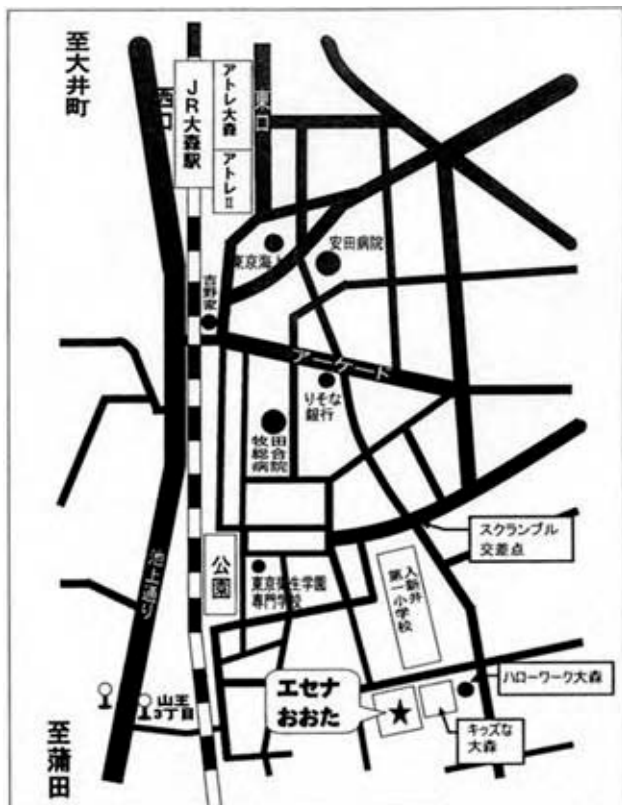 至大井町
西口
JR大森駅
アトレ大森
アトレⅡ
東口
東京海上
安田病院
吉野家
アーケード
りそな
銀行
牧田
総合
病院
スクランブル
交差点
池上通り
公園
東京衛生学園
専門学校
入新井
第一小学校
エセナ
おおた
ハローワーク大森
キッズな
大森
山王
3丁目
至蒲田